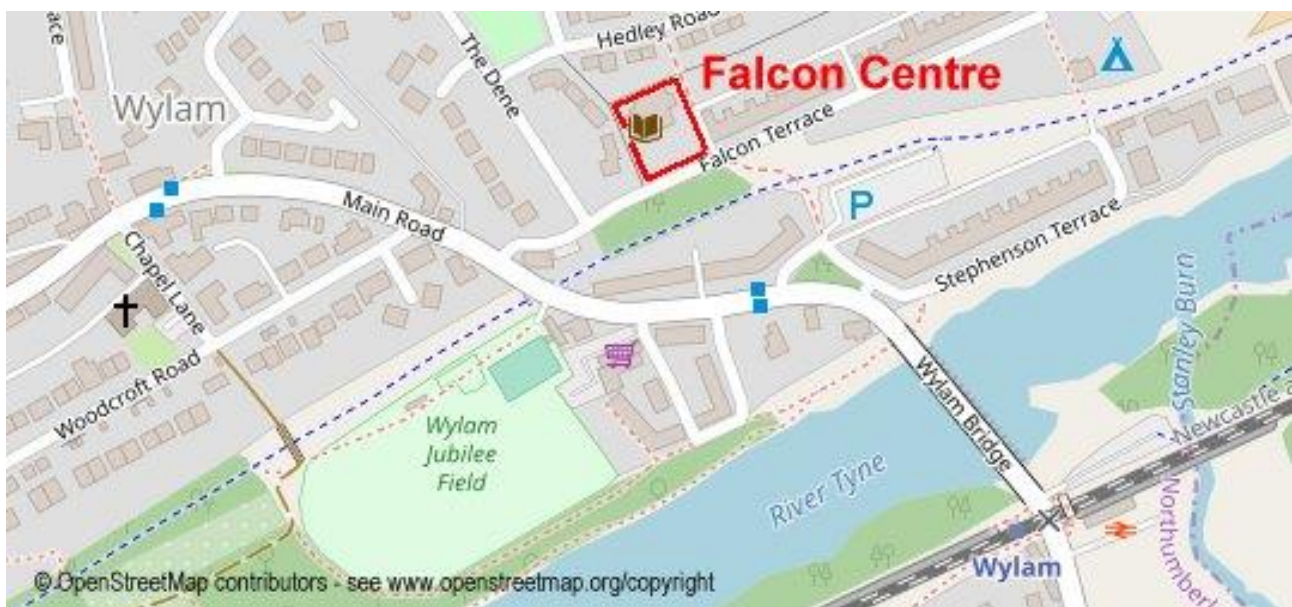 ace
The Dene
Hedley Road
Falcon Centre
Wylam
Falcon Terrace
Main Road
P
Chapel Lane
Stephenson Terrace
Stanley Burn
Woodcroft Road
Wylam
Jubilee
Field
Wylam Bridge
Newcastle
River Tyne
Northumberl
Wylam
© OpenStreetMap contributors - see www.openstreetmap.org/copyright